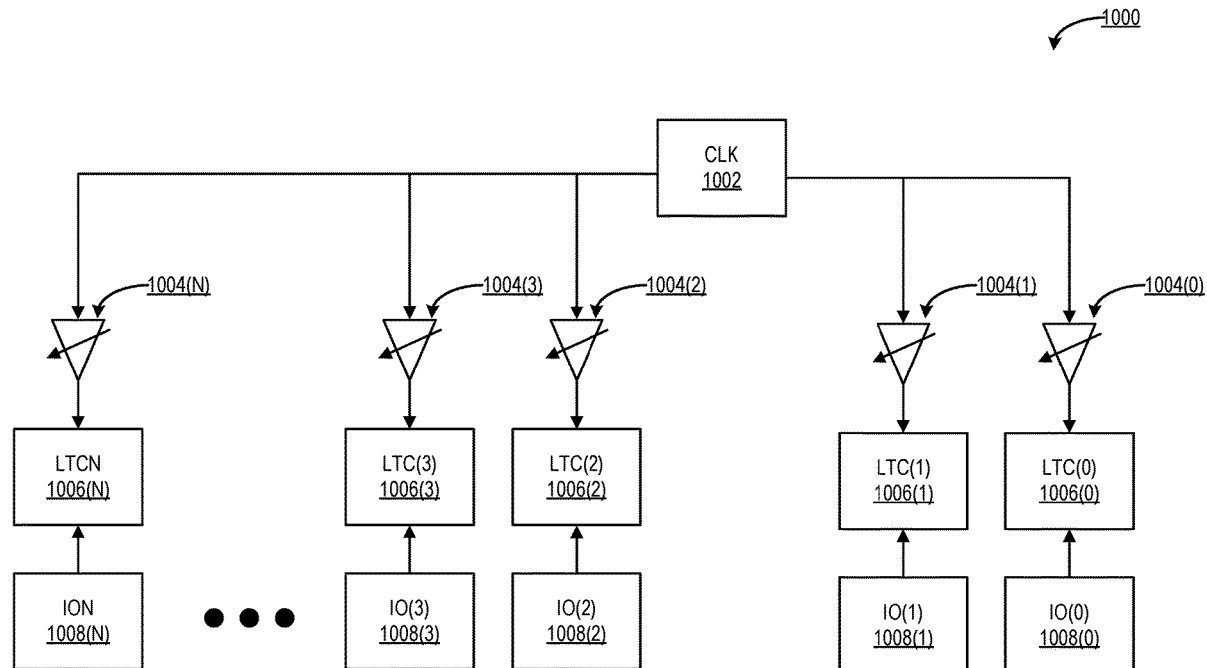 1000
CLK
1002
1004(N)
1004(3)
1004(2)
1004(1)
1004(0)
LTCN
1006(N)
LTC(3)
1006(3)
LTC(2)
1006(2)
LTC(1)
1006(1)
LTC(0)
1006(0)
ION
1008(N)
IO(3)
1008(3)
IO(2)
1008(2)
IO(1)
1008(1)
IO(0)
1008(0)